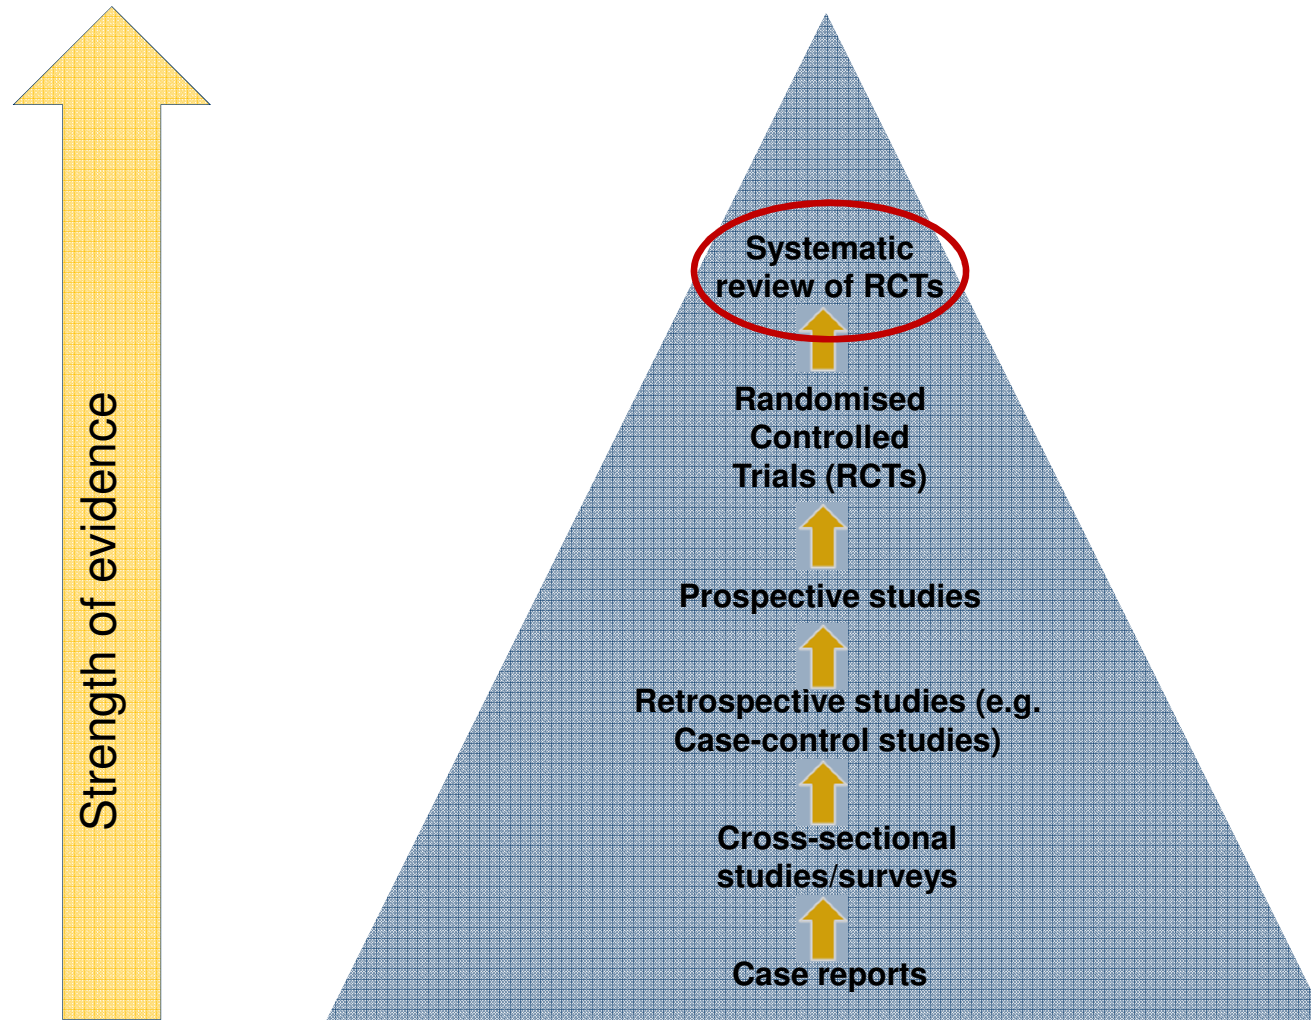 Strength of evidence
Systematic
review of RCTs
Randomised
Controlled
Trials (RCTs)
Prospective studies
Retrospective studies (e.g.
Case-control studies)
Cross-sectional
studies/surveys
Case reports